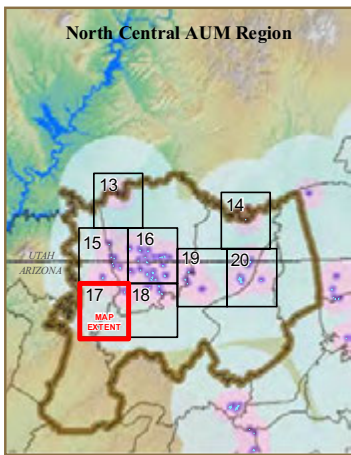 North Central AUM Region
13
14
15
16
UTAH
ARIZONA
19
20
17
18
MAP
EXTENT